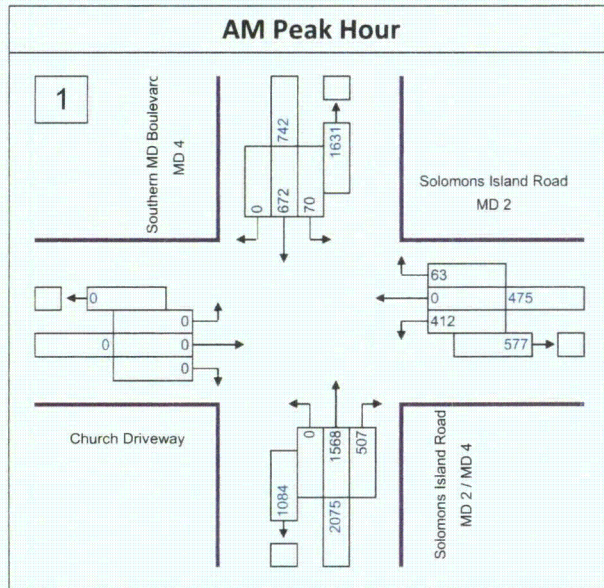 AM Peak Hour
1
Southern MD Boulevarc
MD 4
742
1631
0
672
70
Solomons Island Road
MD 2
0
0
0
0
0
63
0
475
412
577
Church Driveway
0
1568
507
1084
2075
Solomons Island Road
MD 2 / MD 4